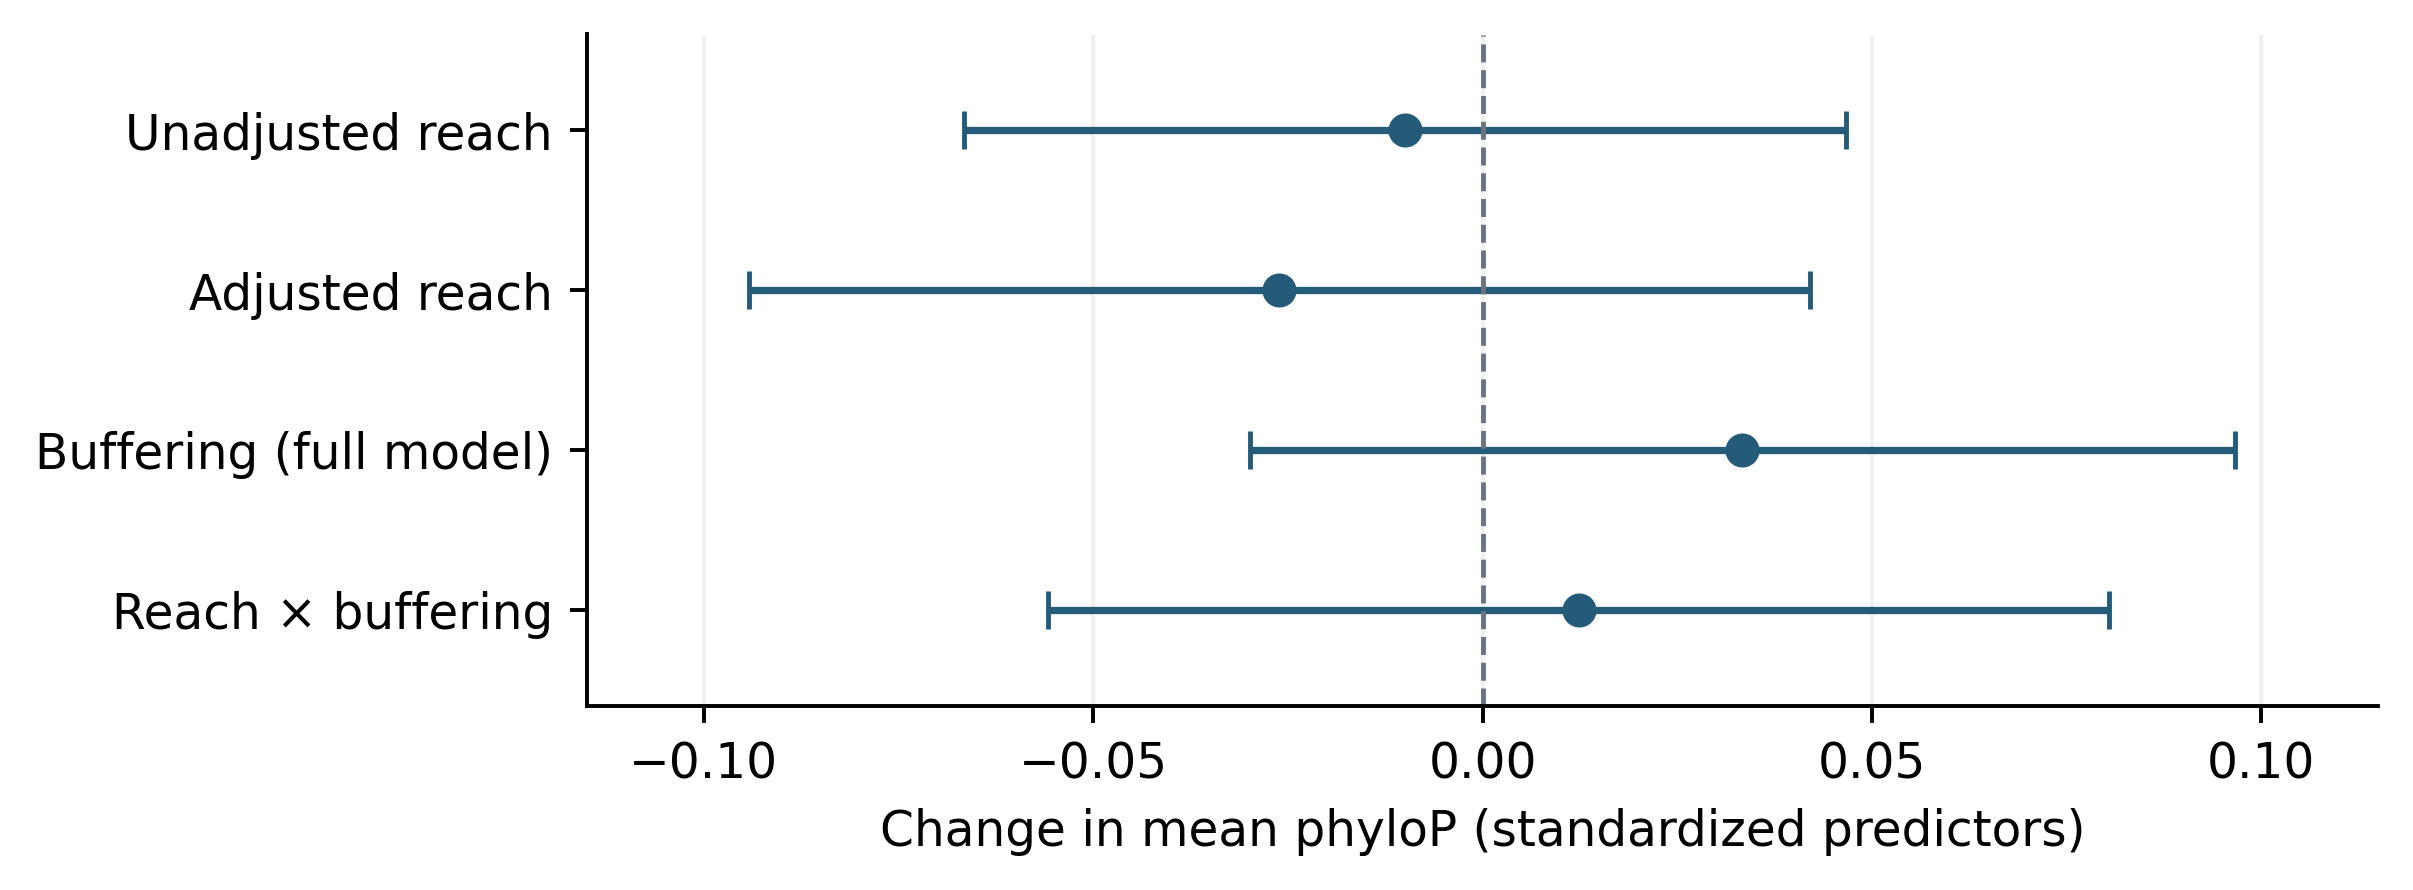 Unadjusted reach
Adjusted reach
Buffering (full model)
Reach × buffering
−0.10 −0.05 0.00 0.05 0.10
Change in mean phyloP (standardized predictors)